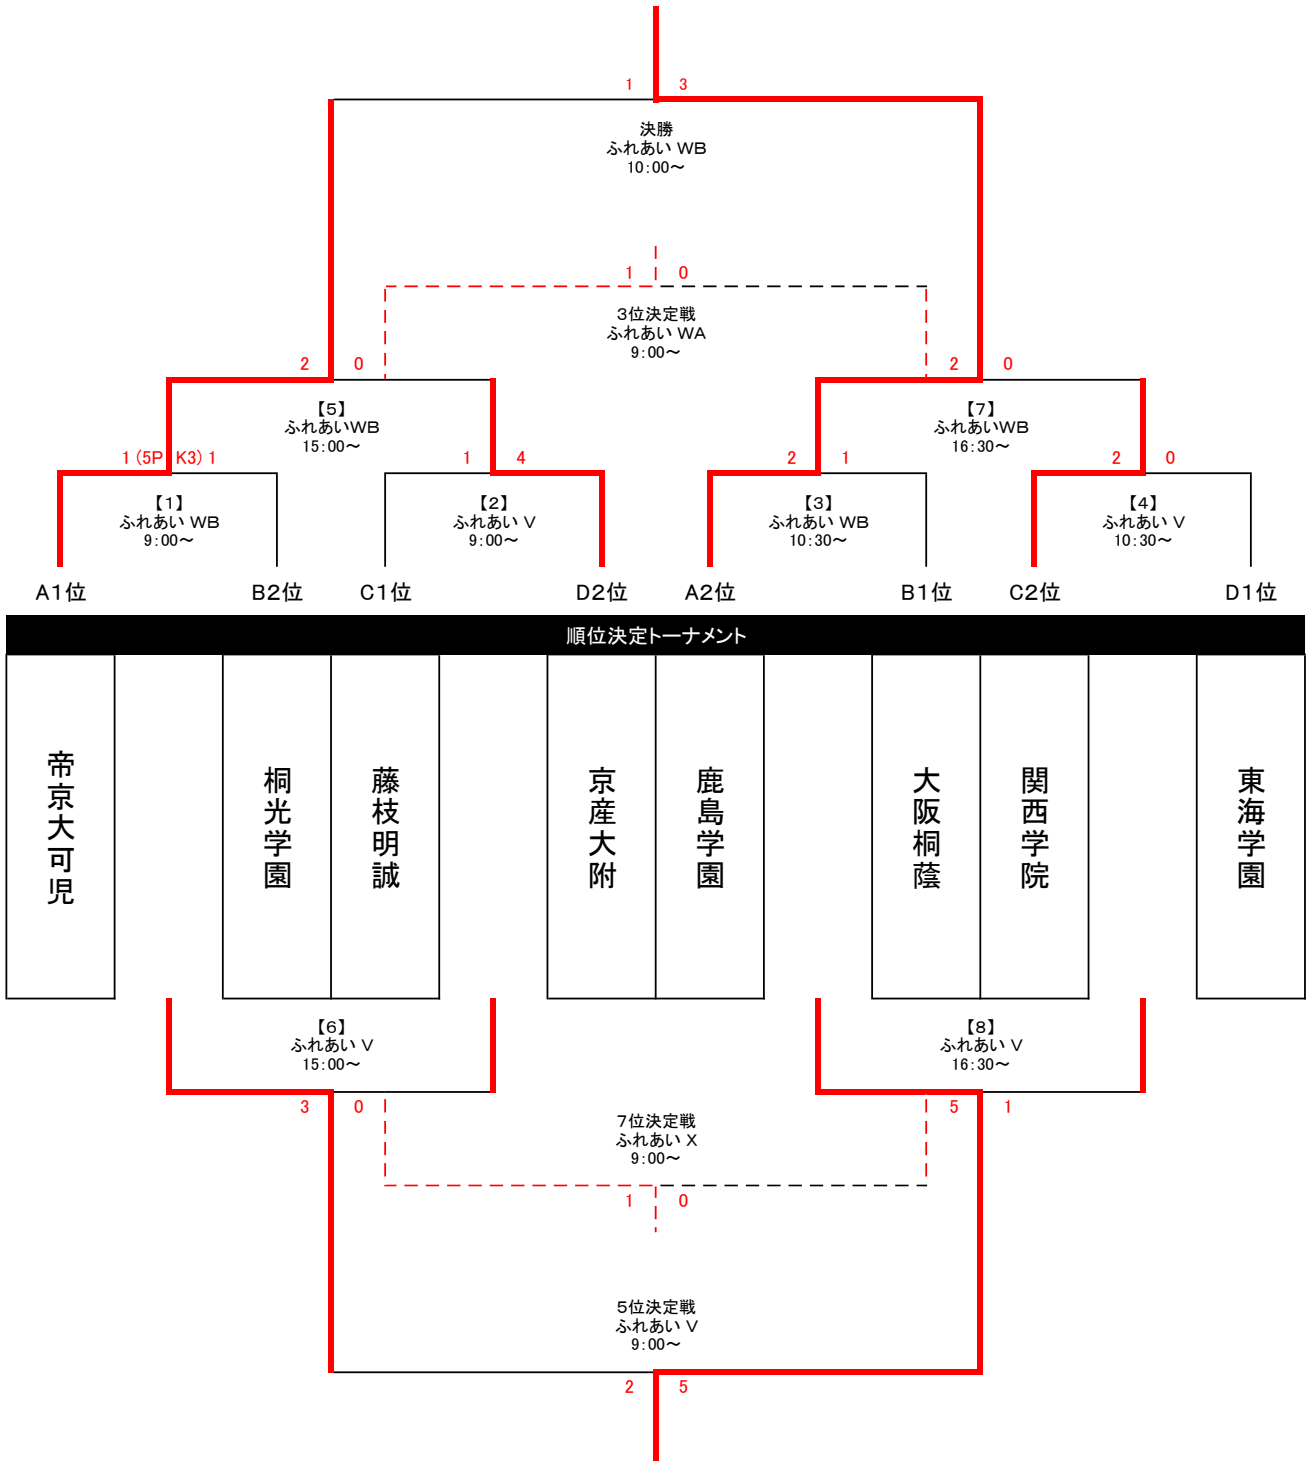 1 3
決勝
ふれあい WB
10:00～
1 0
3位決定戦
ふれあい WA
9:00～
2 0
2 0
【5】
ふれあいWB
15:00～
【7】
ふれあいWB
16:30～
1 (5P K3) 1
1 4
2 1
2 0
【1】
ふれあい WB
9:00～
【2】
ふれあい V
9:00～
【3】
ふれあい WB
10:30～
【4】
ふれあい V
10:30～
A1位 B2位 C1位 D2位 A2位 B1位 C2位 D1位
順位決定トーナメント
帝京大可児
桐光学園
藤枝明誠
京産大附
鹿島学園
大阪桐蔭
関西学院
東海学園
【6】
ふれあい V
15:00～
【8】
ふれあい V
16:30～
3 0
5 1
7位決定戦
ふれあい X
9:00～
1 0
5位決定戦
ふれあい V
9:00～
2 5